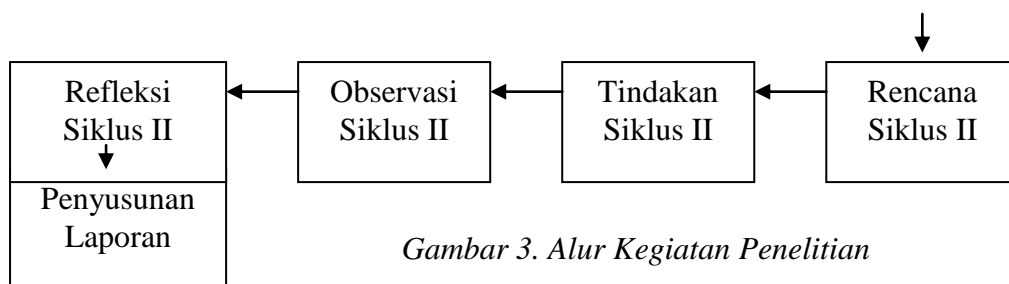 Refleksi
Siklus II
Observasi
Siklus II
Tindakan
Siklus II
Rencana
Siklus II
Penyusunan
Laporan
Gambar 3. Alur Kegiatan Penelitian